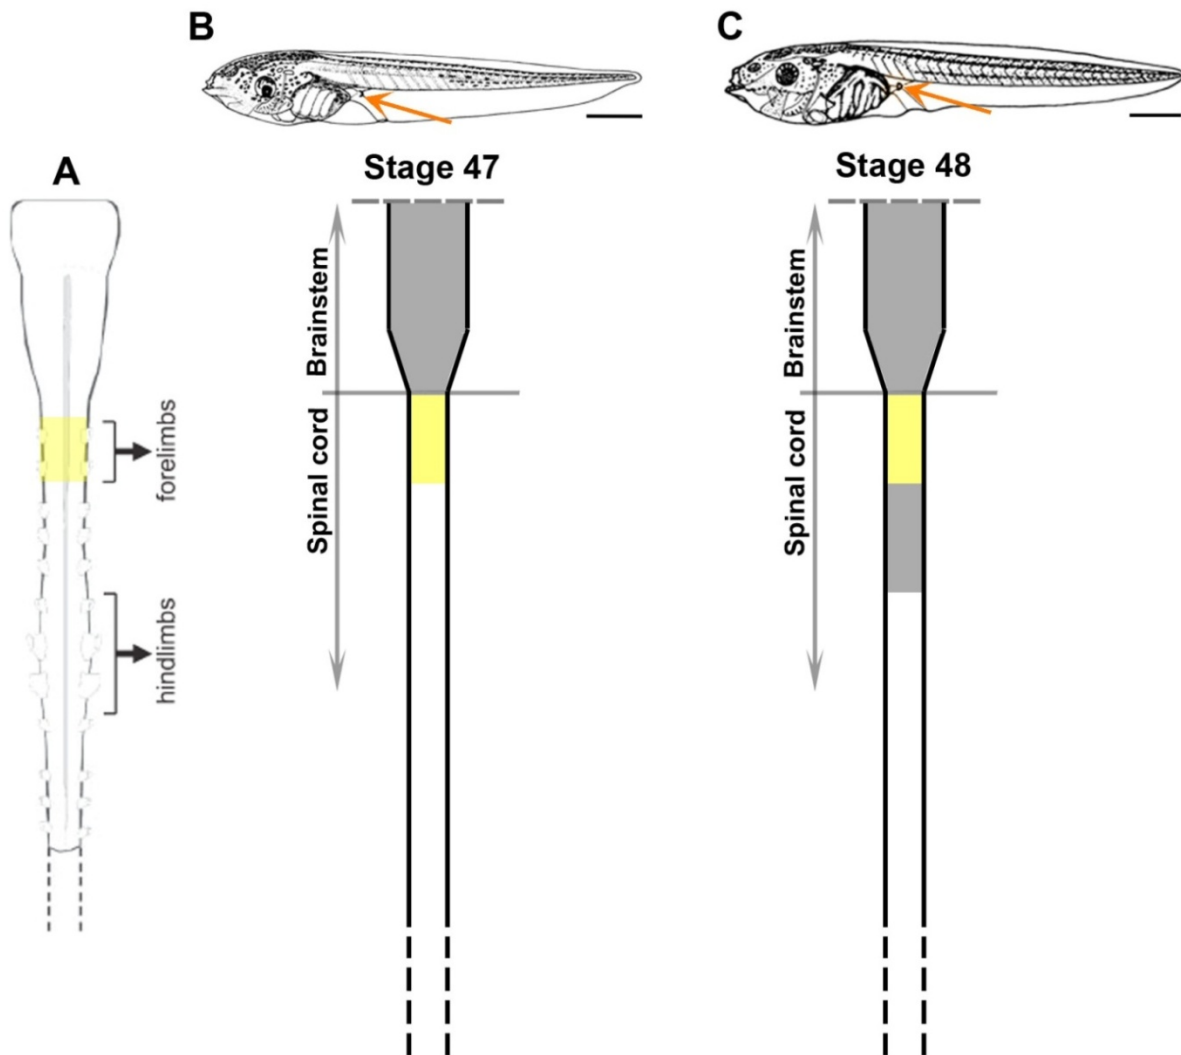 B
C
A
Stage 47
Stage 48
forelimbs
hindlimbs
Brainstem
Spinal cord
Brainstem
Spinal cord